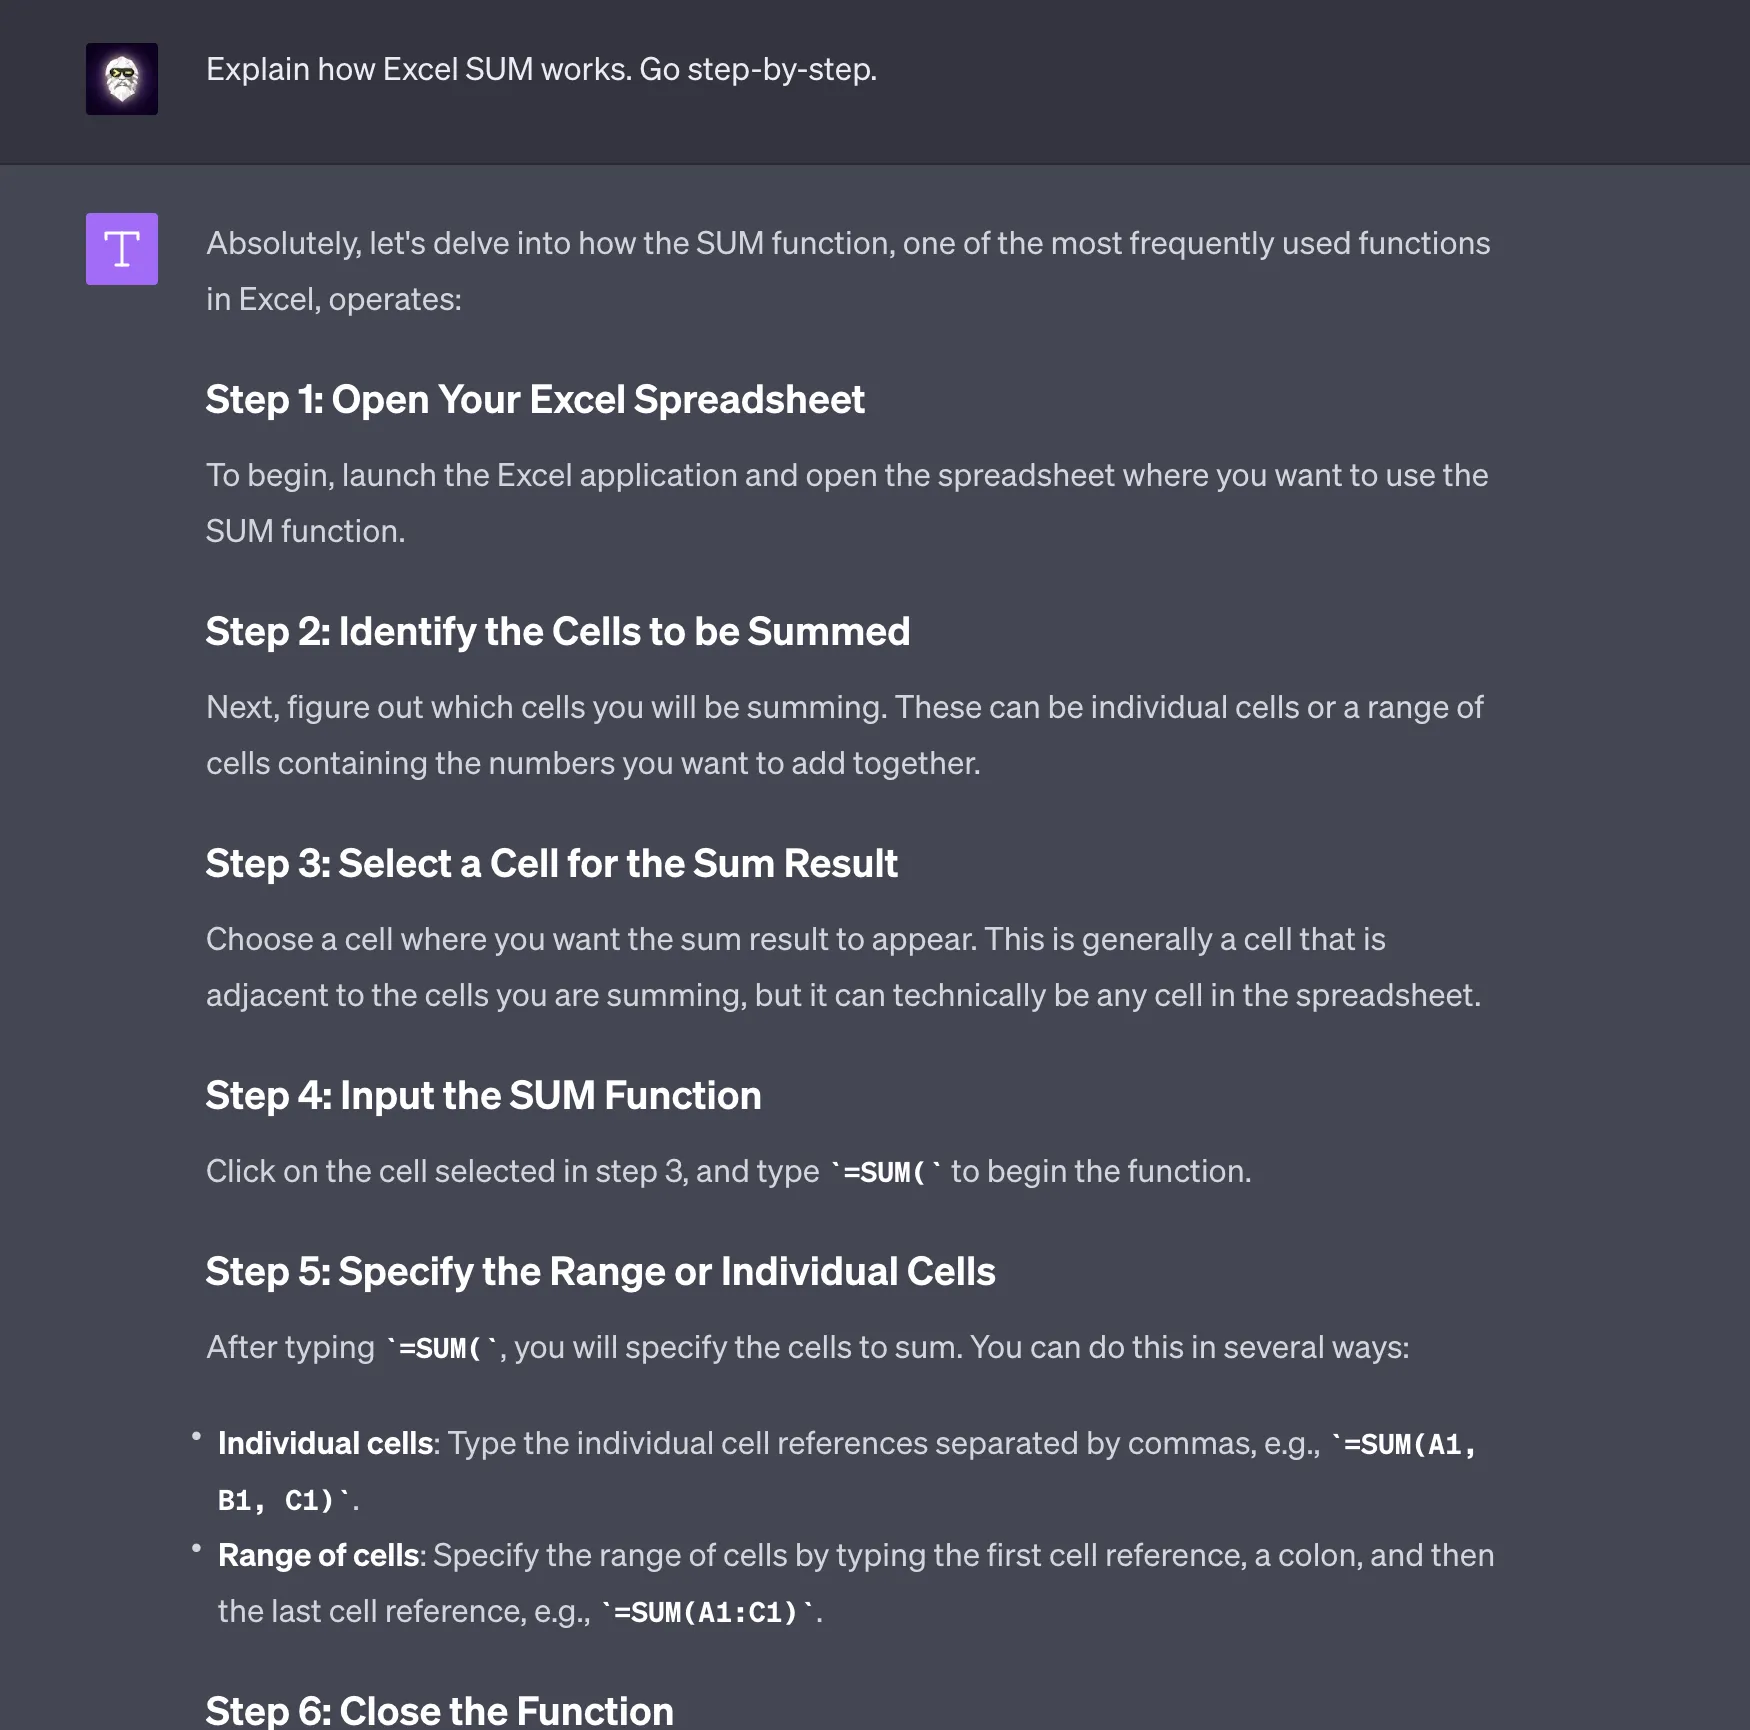 Explain how Excel SUM works. Go step-by-step.
T
Absolutely, let's delve into how the SUM function, one of the most frequently used functions
in Excel, operates:
Step 1: Open Your Excel Spreadsheet
To begin, launch the Excel application and open the spreadsheet where you want to use the
SUM function.
Step 2: Identify the Cells to be Summed
Next, figure out which cells you will be summing. These can be individual cells or a range of
cells containing the numbers you want to add together.
Step 3: Select a Cell for the Sum Result
Choose a cell where you want the sum result to appear. This is generally a cell that is
adjacent to the cells you are summing, but it can technically be any cell in the spreadsheet.
Step 4: Input the SUM Function
Click on the cell selected in step 3, and type `=SUM(` to begin the function.
Step 5: Specify the Range or Individual Cells
After typing `=SUM(`, you will specify the cells to sum. You can do this in several ways:
• Individual cells: Type the individual cell references separated by commas, e.g., `=SUM(A1,
B1, C1)`.
• Range of cells: Specify the range of cells by typing the first cell reference, a colon, and then
the last cell reference, e.g., `=SUM(A1:C1)`.
Step 6: Close the Function